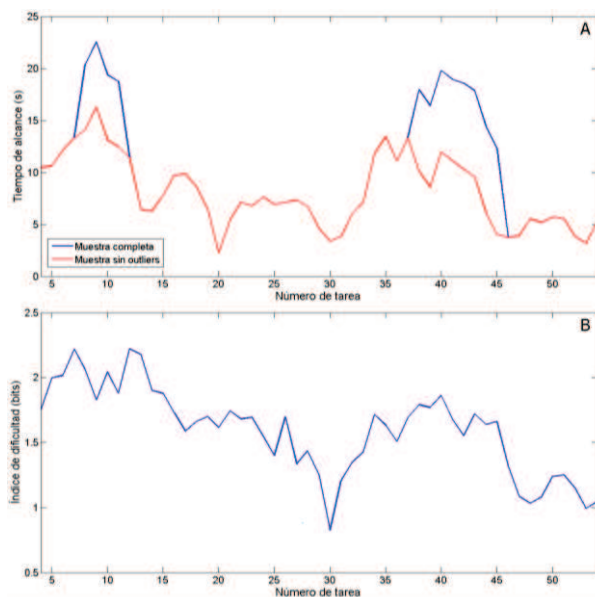 A
25
20
15
10
5
0
Tiempo de alcance (s)
Muestra completa
Muestra sin outliers
5 10 15 20 25 30 35 40 45 50
Número de tarea
B
2.5
2
1.5
1
0.5
Índice de dificultad (bits)
5 10 15 20 25 30 35 40 45 50
Número de tarea